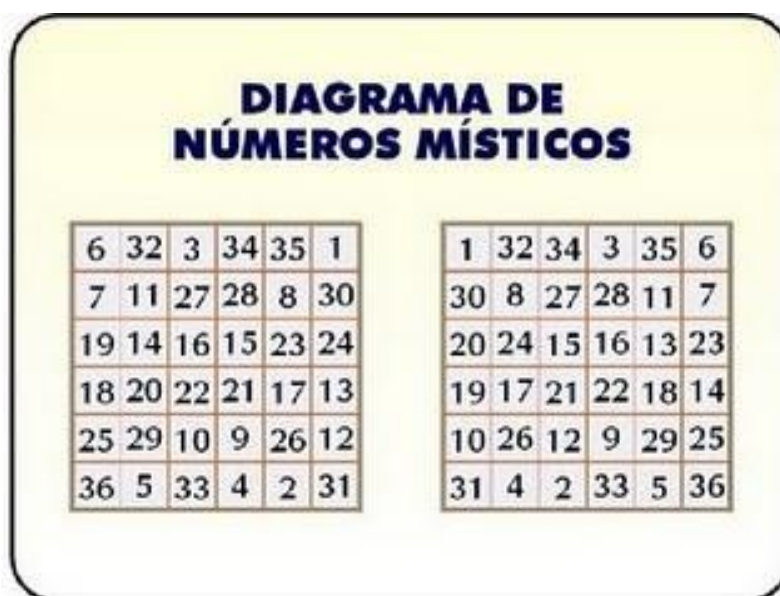 DIAGRAMA DE
NÚMEROS MÍSTICOS
6 32 3 34 35 1
7 11 27 28 8 30
19 14 16 15 23 24
18 20 22 21 17 13
25 29 10 9 26 12
36 5 33 4 2 31
1 32 34 3 35 6
30 8 27 28 11 7
20 24 15 16 13 23
19 17 21 22 18 14
10 26 12 9 29 25
31 4 2 33 5 36